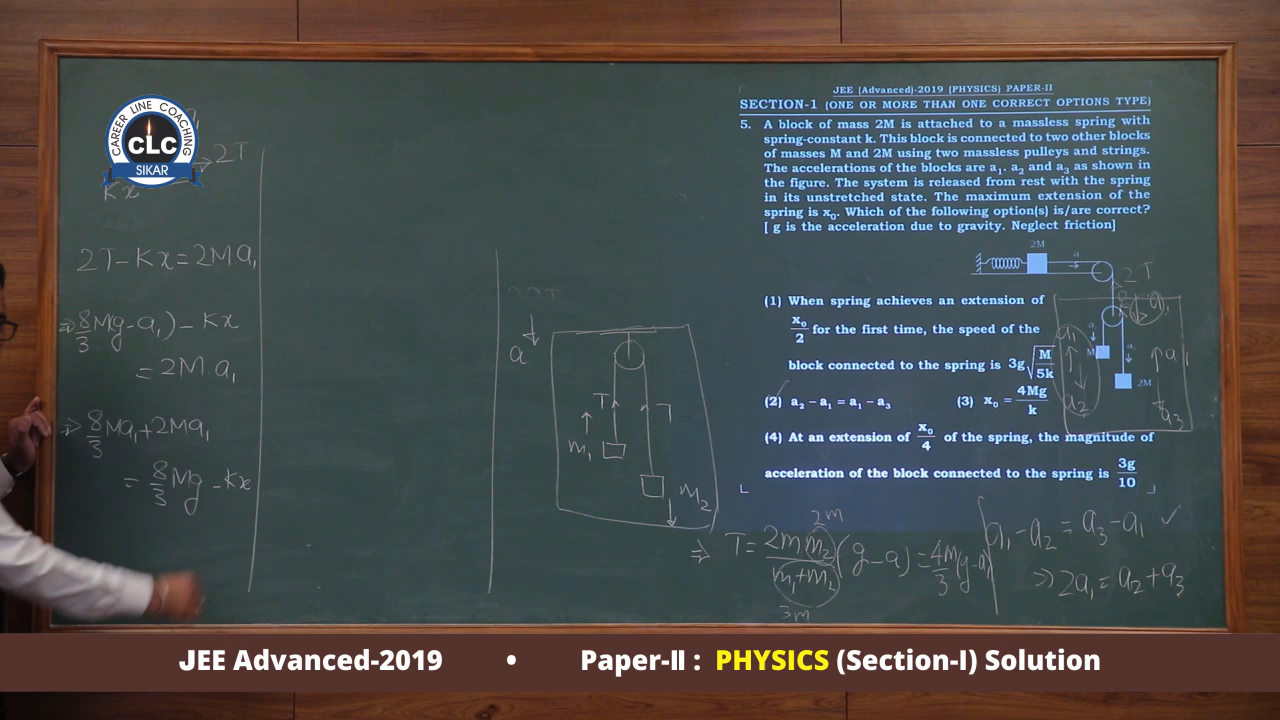 CAREER LINE COACHING
CLC
SIKAR
2T
Kx
2T-Kx=2Ma₁
⇒ 8/3 Mg-a₁) - Kx
= 2M.a₁
⇒ 8/3 Ma₁+2Ma₁
= 8/3 Mg-Kx
a
T
T
m₁
m₂
JEE (Advanced)-2019 (PHYSICS) PAPER-II
SECTION-1 (ONE OR MORE THAN ONE CORRECT OPTIONS TYPE)
5. A block of mass 2M is attached to a massless spring with
spring-constant k. This block is connected to two other blocks
of masses M and 2M using two massless pulleys and strings.
The accelerations of the blocks are a₁. a₂ and a₃ as shown in
the figure. The system is released from rest with the spring
in its unstretched state. The maximum extension of the
spring is x₀. Which of the following option(s) is/are correct?
[ g is the acceleration due to gravity. Neglect friction]
2M
a
2T
a₁
a₁
a₂
M
2M
a₁
a₃
(1) When spring achieves an extension of
x₀/2 for the first time, the speed of the
block connected to the spring is 3g√(M/5k)
(2) a₂ – a₁ = a₁ – a₃ (3) x₀ = 4Mg/k
(4) At an extension of x₀/4 of the spring, the magnitude of
acceleration of the block connected to the spring is 3g/10
2m
⇒ T = 2m m₂/m₁+m₂ (g-a) = 4M/3 (g-a)
3m
a₁-a₂ = a₃-a₁ ✓
⇒ 2a₁ = a₂+a₃
JEE Advanced-2019 • Paper-II : PHYSICS (Section-I) Solution